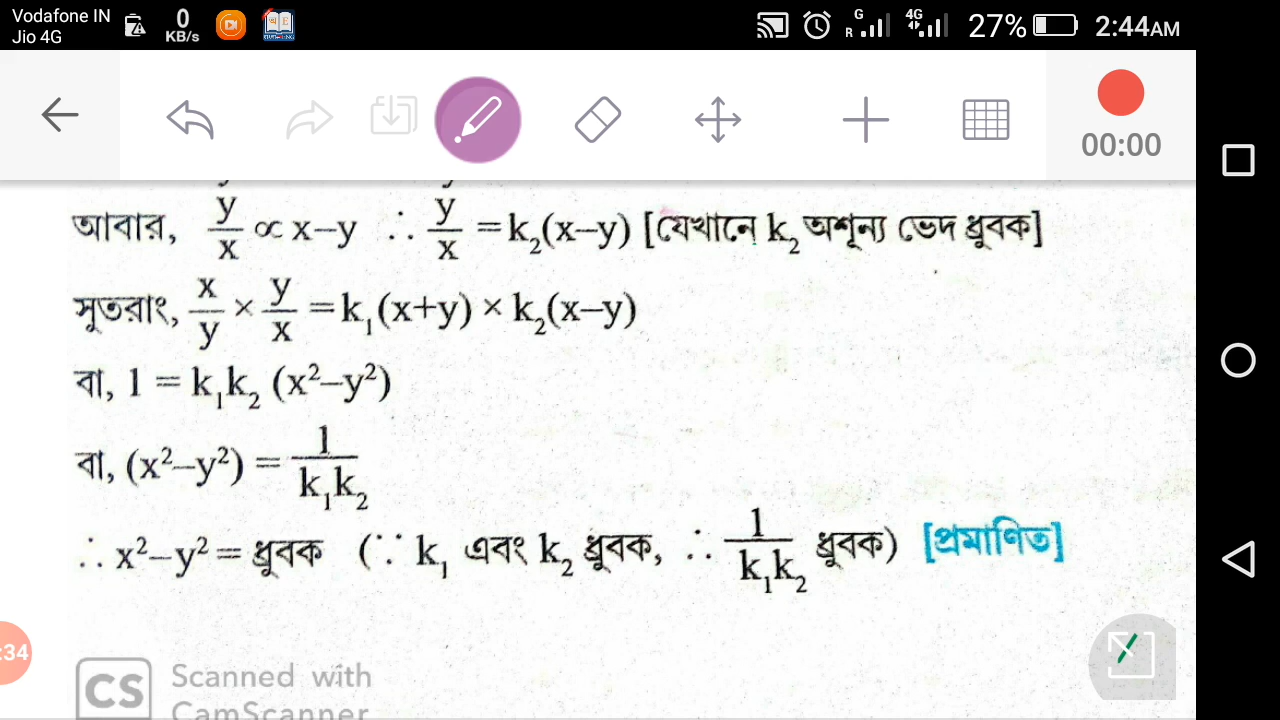 Vodafone IN
Jio 4G
0
KB/s
G
R
4G
27%
2:44AM
00:00
আবার, y/x ∝ x–y ∴ y/x = k₂(x–y) [যেখানে k₂ অশূন্য ভেদ ধ্রুবক]
সুতরাং, x/y × y/x = k₁(x+y) × k₂(x–y)
বা, 1 = k₁k₂ (x²–y²)
বা, (x²–y²) = 1/k₁k₂
∴ x²–y² = ধ্রুবক (∵ k₁ এবং k₂ ধ্রুবক, ∴ 1/k₁k₂ ধ্রুবক) [প্রমাণিত]
:34
CS Scanned with
CamScanner